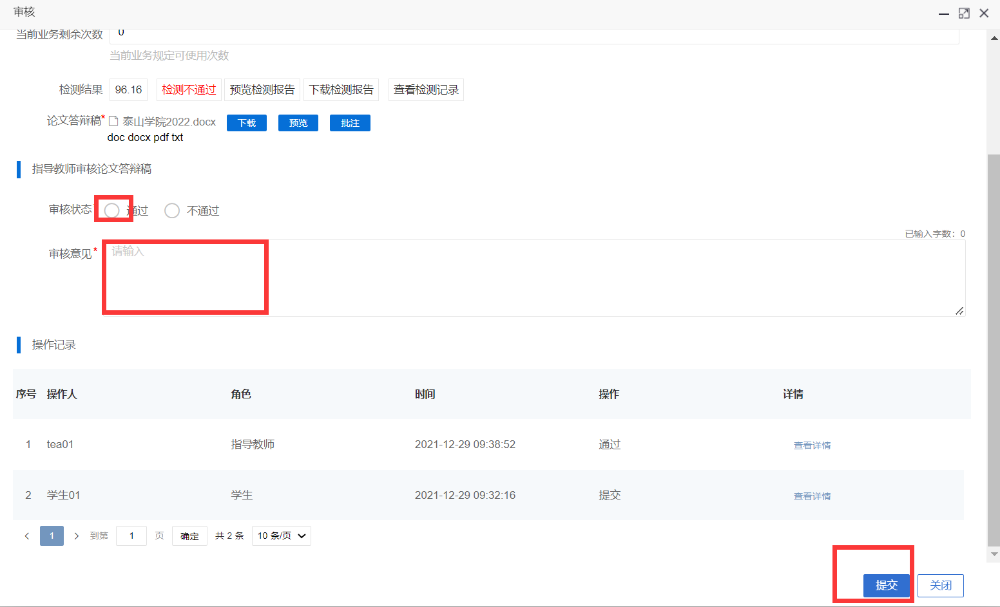 审核
当前业务剩余次数 0
当前业务规定可使用次数
检测结果 96.16 检测不通过 预览检测报告 下载检测报告 查看检测记录
论文答辩稿* 泰山学院2022.docx 下载 预览 批注
doc docx pdf txt
指导教师审核论文答辩稿
审核状态 通过 不通过
已输入字数：0
审核意见* 请输入
操作记录
序号 操作人 角色 时间 操作 详情
1 tea01 指导教师 2021-12-29 09:38:52 通过 查看详情
2 学生01 学生 2021-12-29 09:32:16 提交 查看详情
< 1 > 到第 1 页 确定 共 2 条 10 条/页
提交 关闭